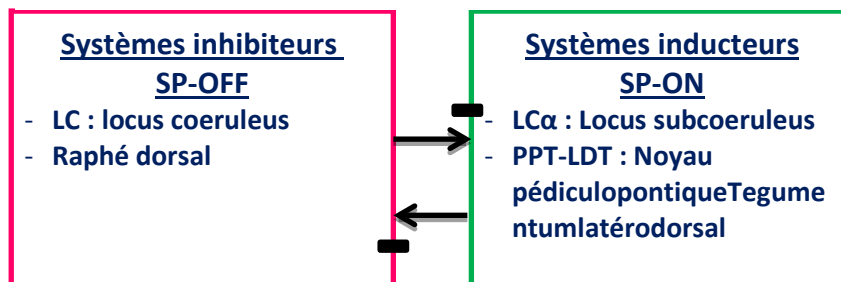 Systèmes inhibiteurs
SP-OFF
- LC : locus coeruleus
- Raphé dorsal
Systèmes inducteurs
SP-ON
- LCα : Locus subcoeruleus
- PPT-LDT : Noyau
pédiculopontiqueTegume
ntumlatérodorsal